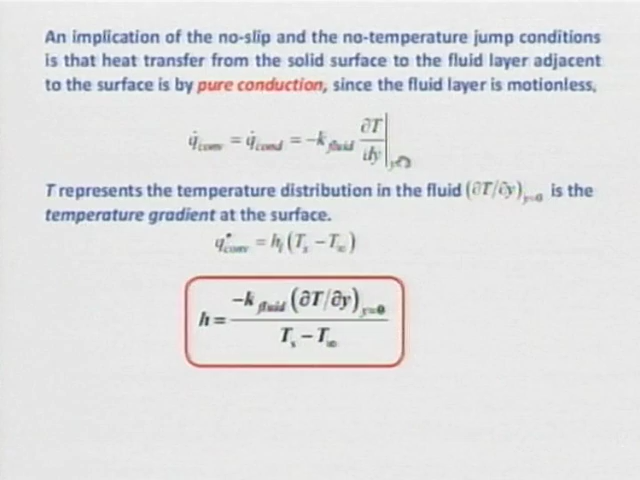 An implication of the no-slip and the no-temperature jump conditions
is that heat transfer from the solid surface to the fluid layer adjacent
to the surface is by pure conduction, since the fluid layer is motionless,
q̇conv = q̇cond = −k fluid ∂T/∂y|y=0
T represents the temperature distribution in the fluid (∂T/∂y)y=0 is the
temperature gradient at the surface.
q″conv = h (Ts − T∞)
h = −k fluid (∂T/∂y)y=0 / Ts − T∞